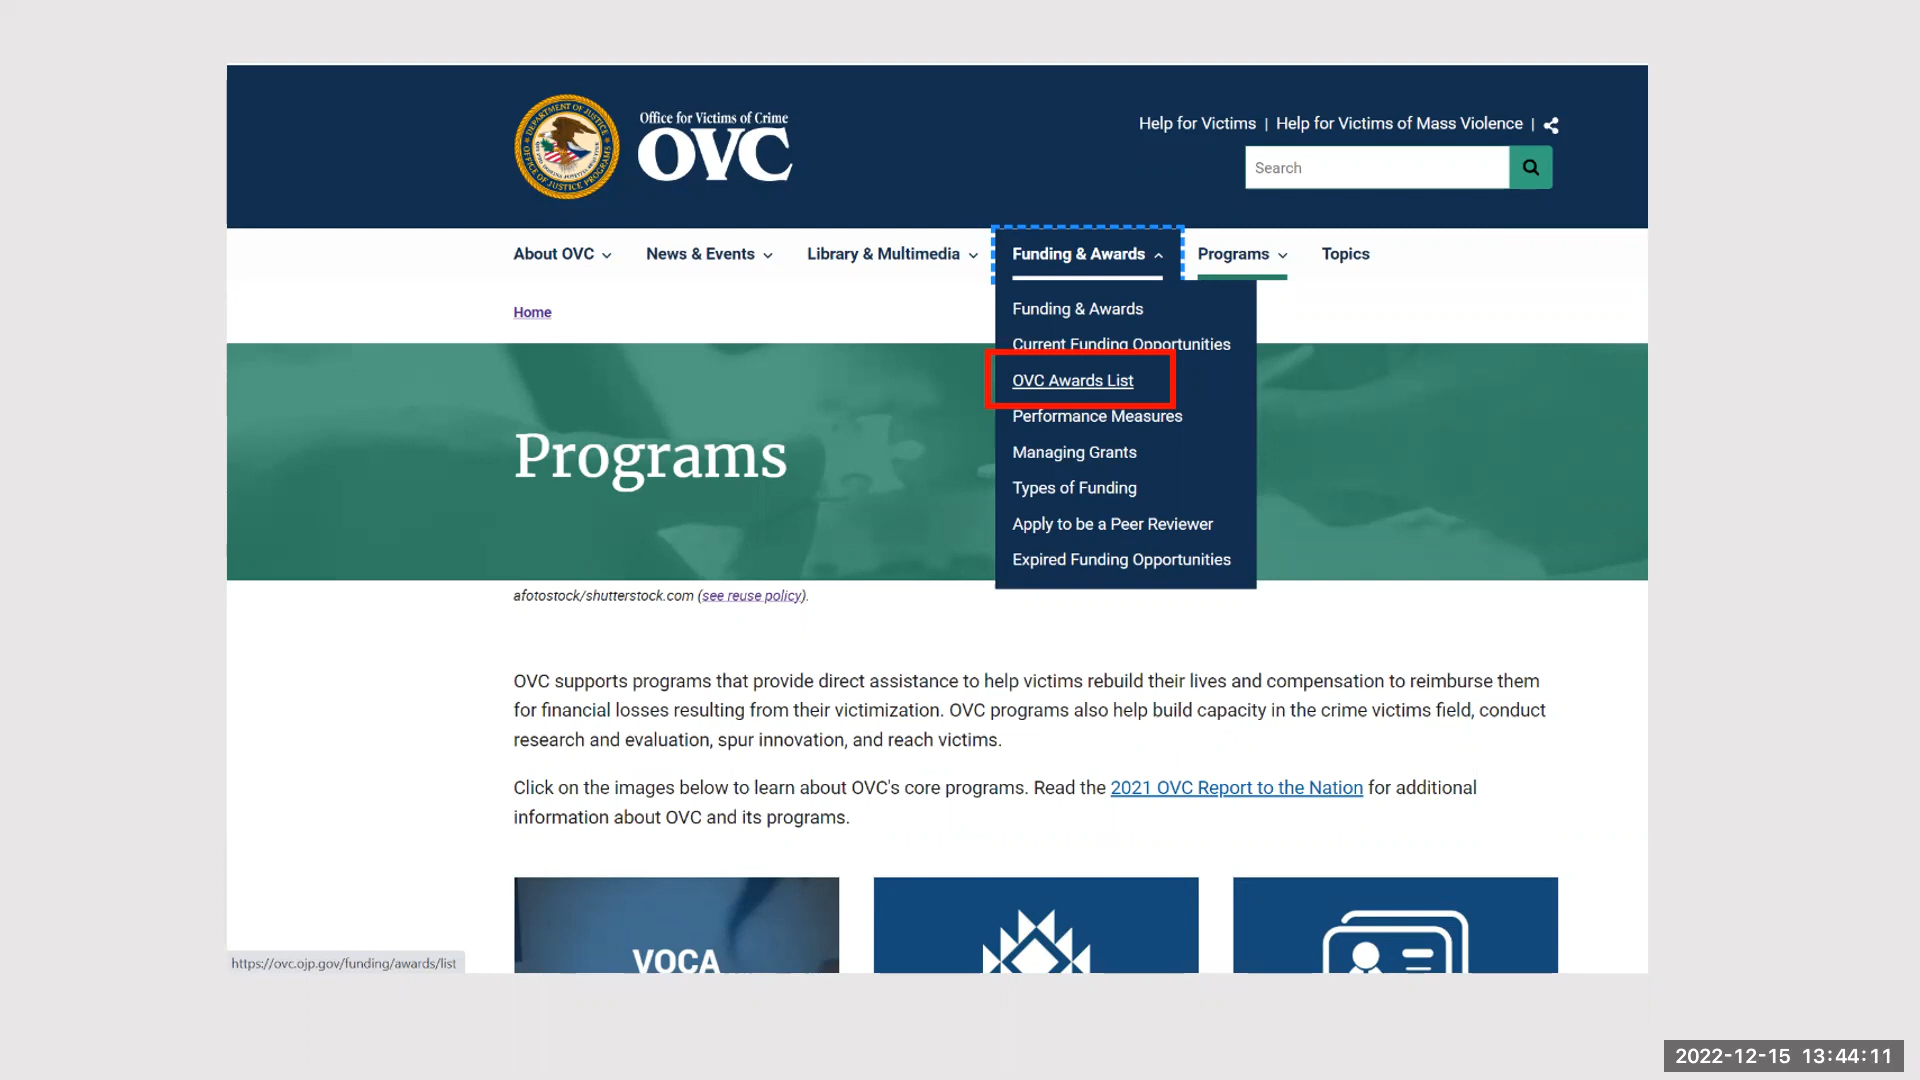 DEPARTMENT OF JUSTICE
OFFICE OF JUSTICE PROGRAMS
Office for Victims of Crime
OVC
Help for Victims | Help for Victims of Mass Violence |
Search
About OVC
News & Events
Library & Multimedia
Funding & Awards
Programs
Topics
Home
Funding & Awards
Current Funding Opportunities
OVC Awards List
Performance Measures
Managing Grants
Types of Funding
Apply to be a Peer Reviewer
Expired Funding Opportunities
Programs
afotostock/shutterstock.com (see reuse policy).
OVC supports programs that provide direct assistance to help victims rebuild their lives and compensation to reimburse them
for financial losses resulting from their victimization. OVC programs also help build capacity in the crime victims field, conduct
research and evaluation, spur innovation, and reach victims.
Click on the images below to learn about OVC's core programs. Read the 2021 OVC Report to the Nation for additional
information about OVC and its programs.
VOCA
https://ovc.ojp.gov/funding/awards/list
2022-12-15 13:44:11